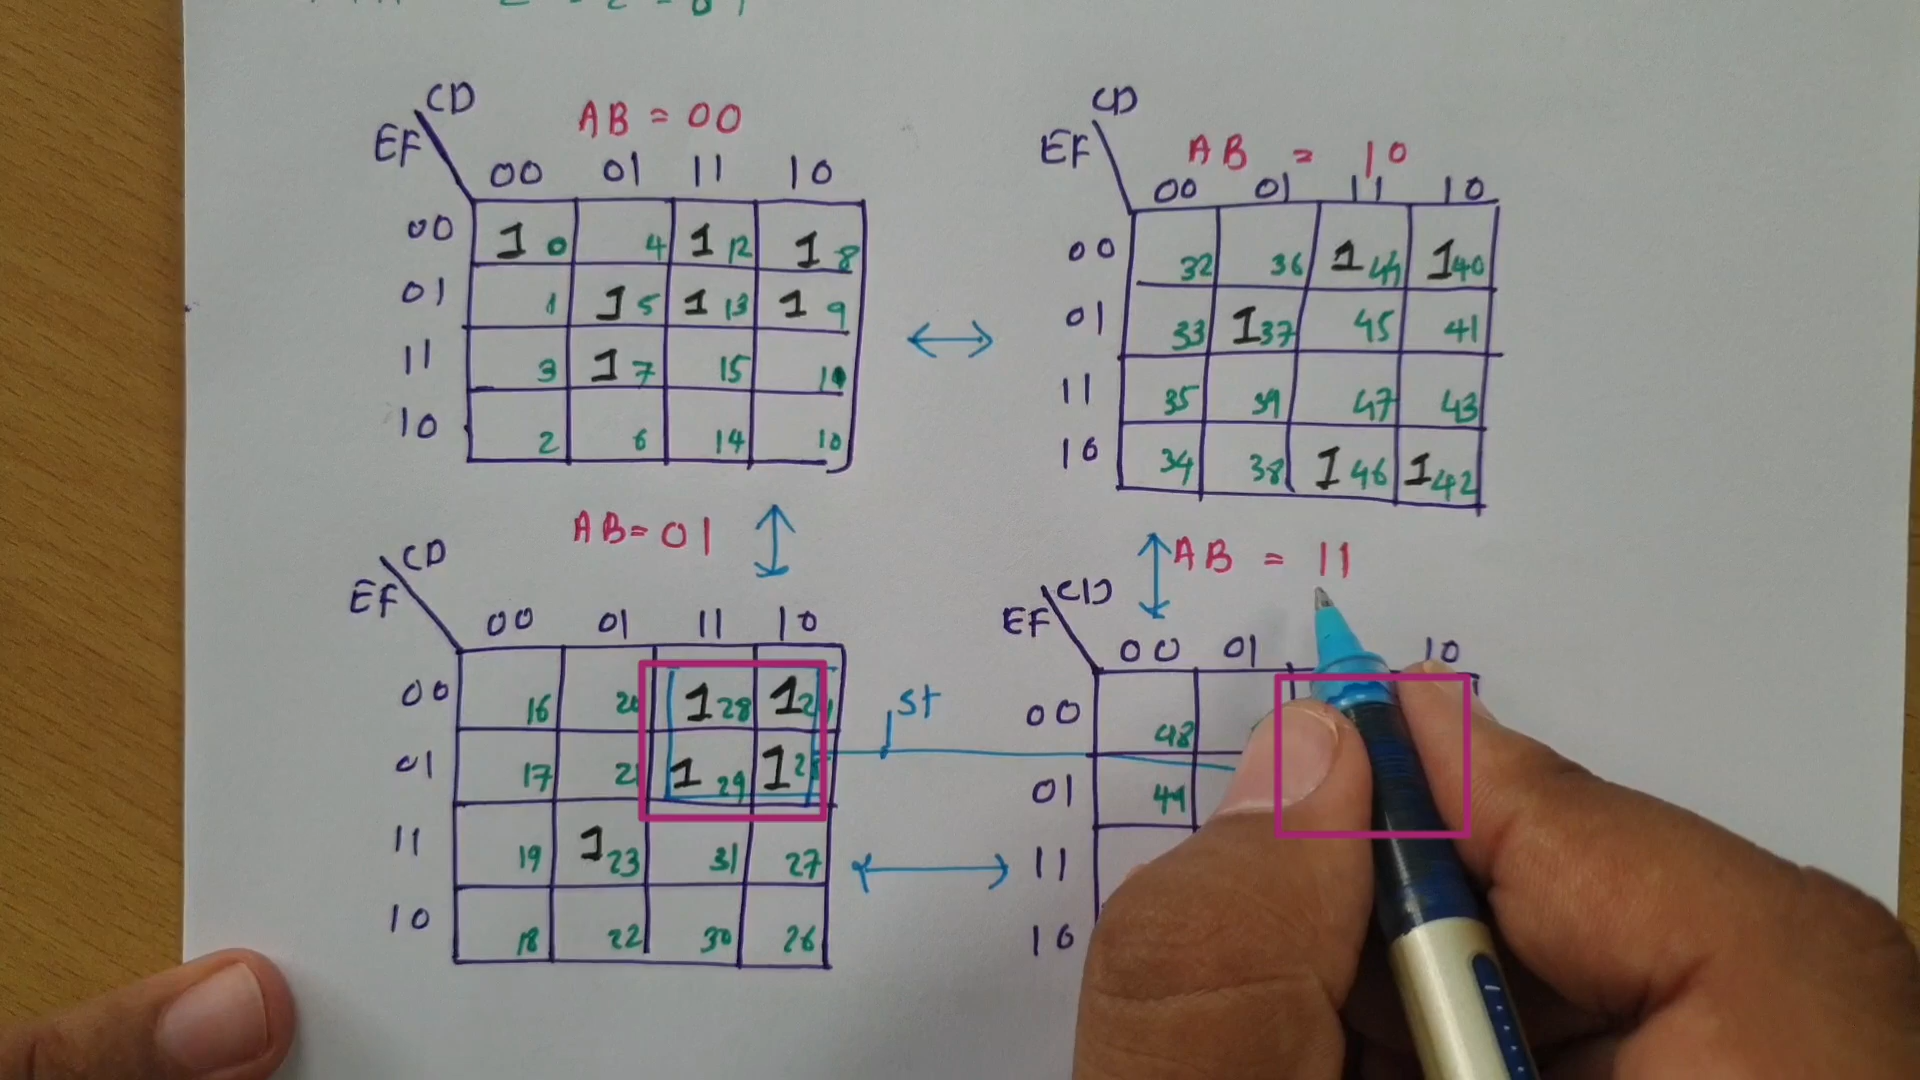 CD
EF
AB = 00
00 01 11 10
00 1 0 4 1 12 1 8
01 1 1 5 1 13 1 9
11 3 1 7 15 11
10 2 6 14 10
CD
EF
AB = 10
00 01 11 10
00 32 36 1 44 1 40
01 33 1 37 45 41
11 35 39 47 43
10 34 38 1 46 1 42
CD
EF
AB = 01
00 01 11 10
00 16 20 1 28 1
01 17 21 1 29 1
11 19 1 23 31 27
10 18 22 30 26
st
CD
EF
AB = 11
00 01 10
00 48
01 49
11
10